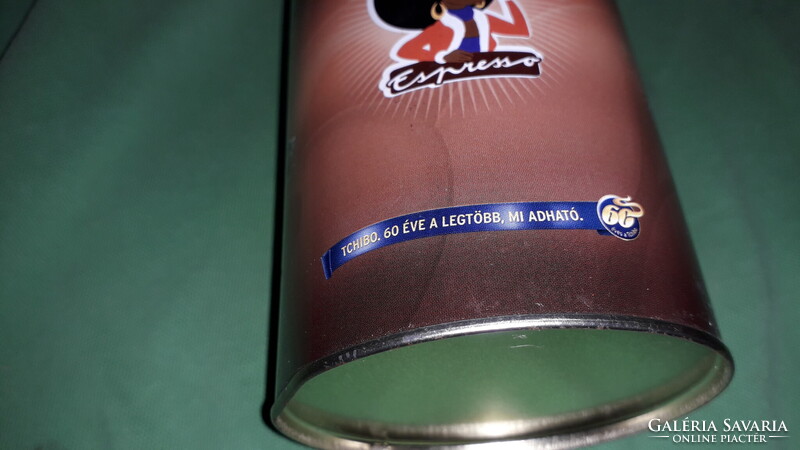 Espresso
TCHIBO. 60 ÉVE A LEGTÖBB, MI ADHATÓ.
60
GALÉRIA SAVARIA
ONLINE PIACTÉR